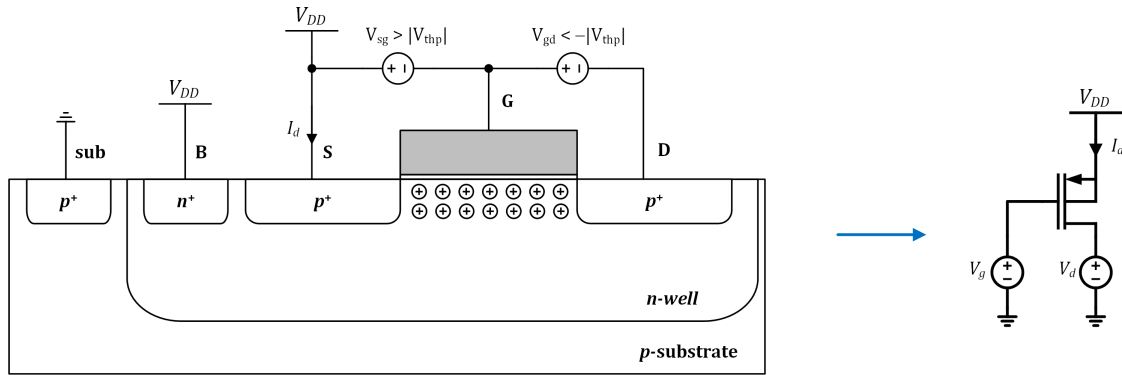 V_DD
V_sg > |V_thp|
V_gd < −|V_thp|
V_DD
V_DD
G
I_d
sub
B
S
D
I_d
p⁺
n⁺
p⁺
p⁺
V_g
V_d
n-well
p-substrate